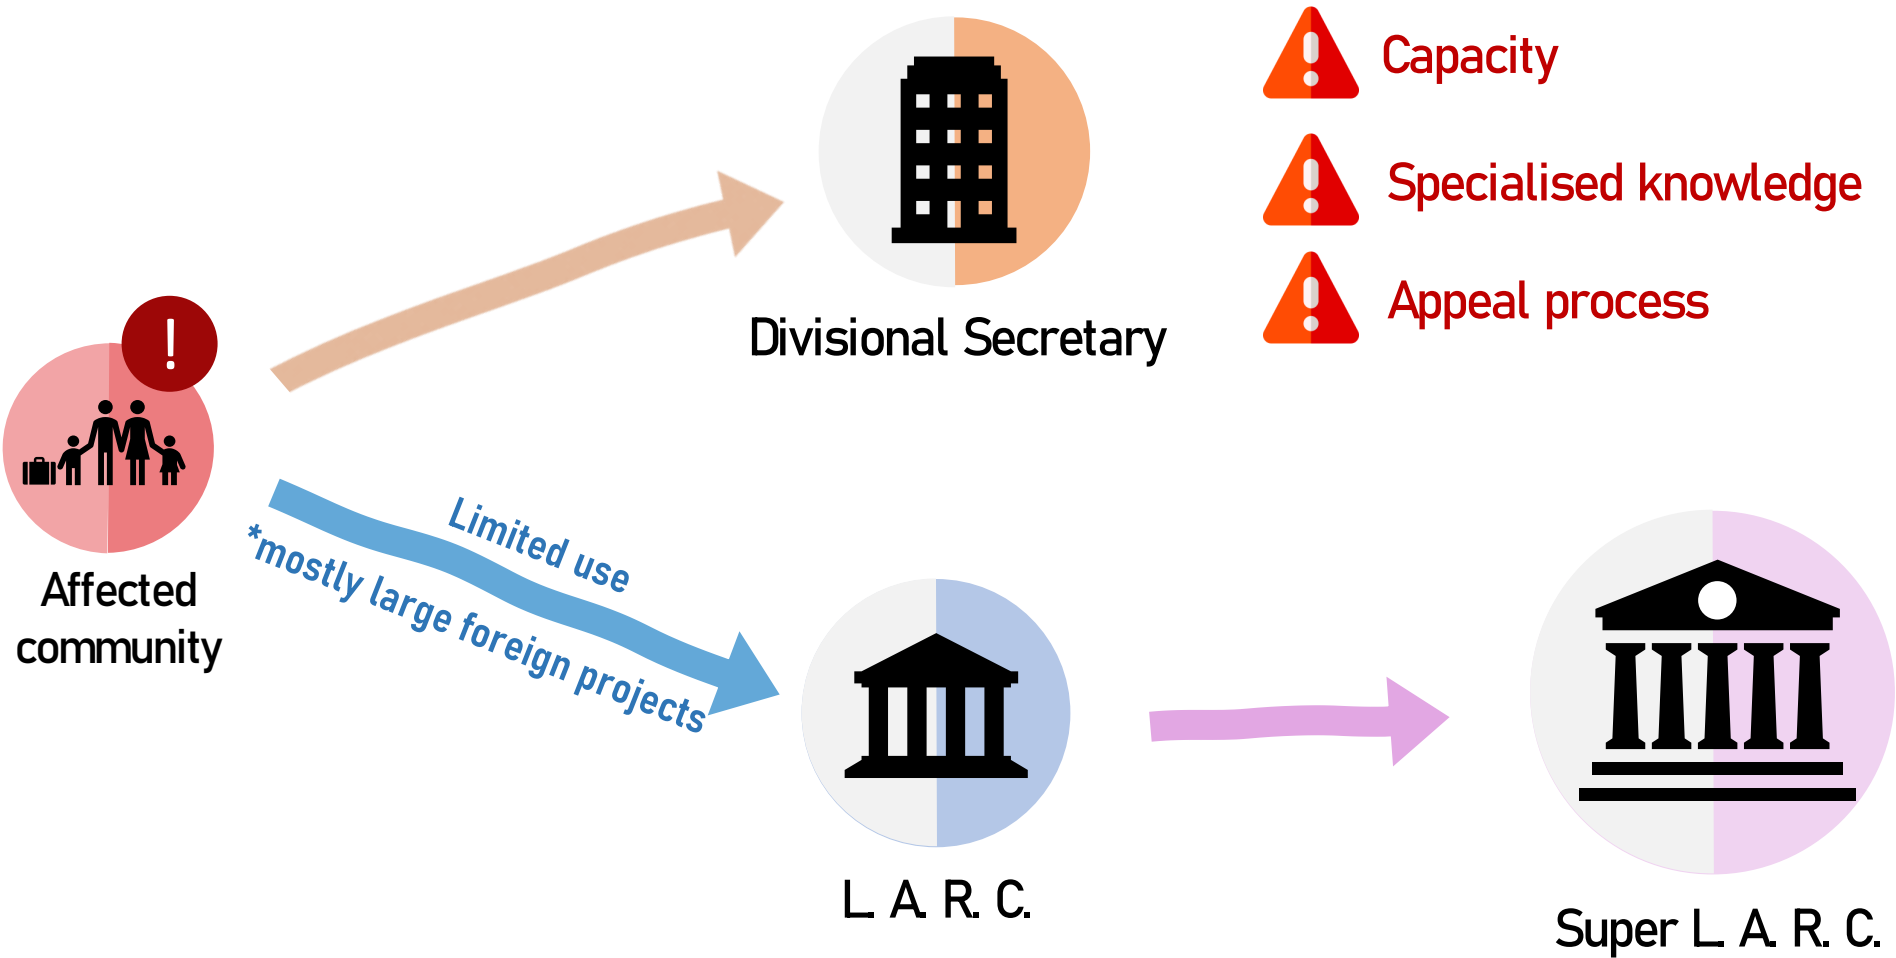 Capacity
Specialised knowledge
Appeal process
Divisional Secretary
!
Affected
community
Limited use
*mostly large foreign projects
L. A. R. C.
Super L. A. R. C.